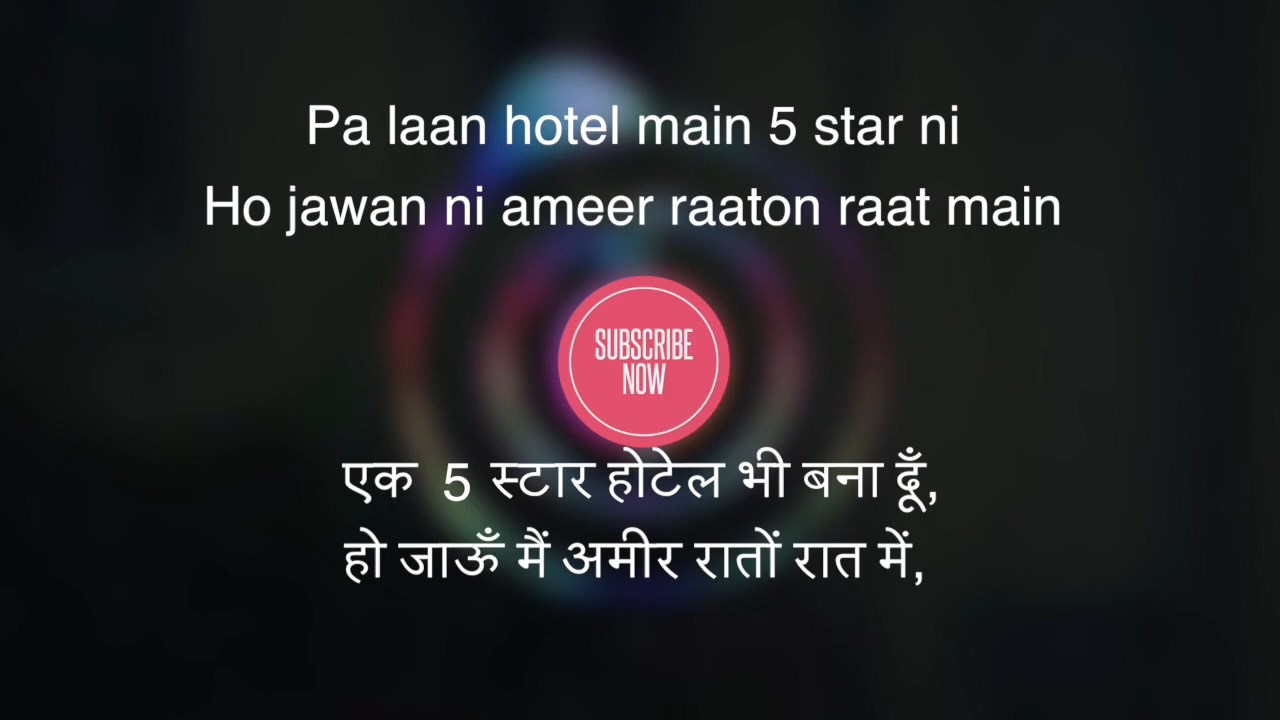 Pa laan hotel main 5 star ni
Ho jawan ni ameer raaton raat main
SUBSCRIBE
NOW
एक 5 स्टार होटेल भी बना दूँ,
हो जाऊँ मैं अमीर रातों रात में,